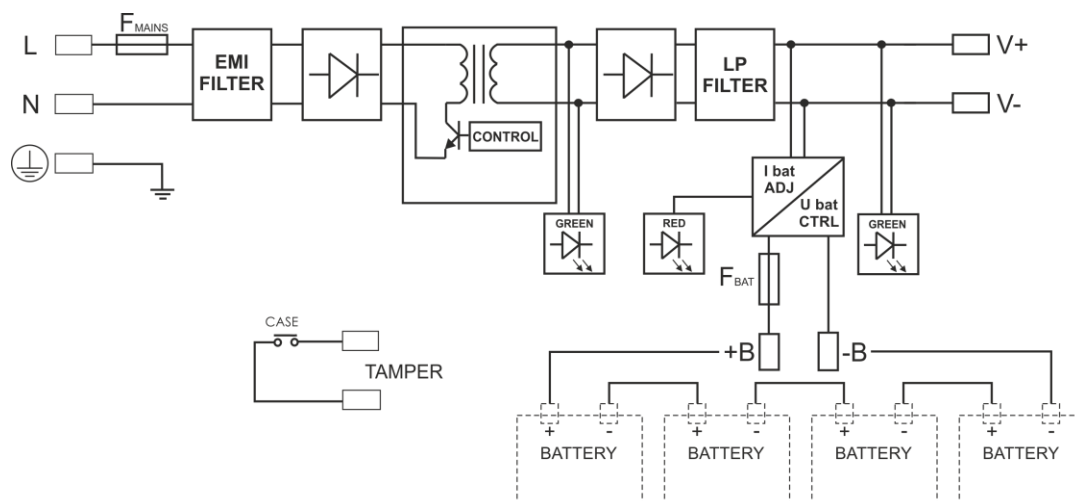 L
F MAINS
EMI
FILTER
LP
FILTER
V+
N
CONTROL
V-
I bat
ADJ
U bat
CTRL
GREEN
RED
GREEN
F BAT
CASE
TAMPER
+B
-B
+ - + - + - + -
BATTERY BATTERY BATTERY BATTERY